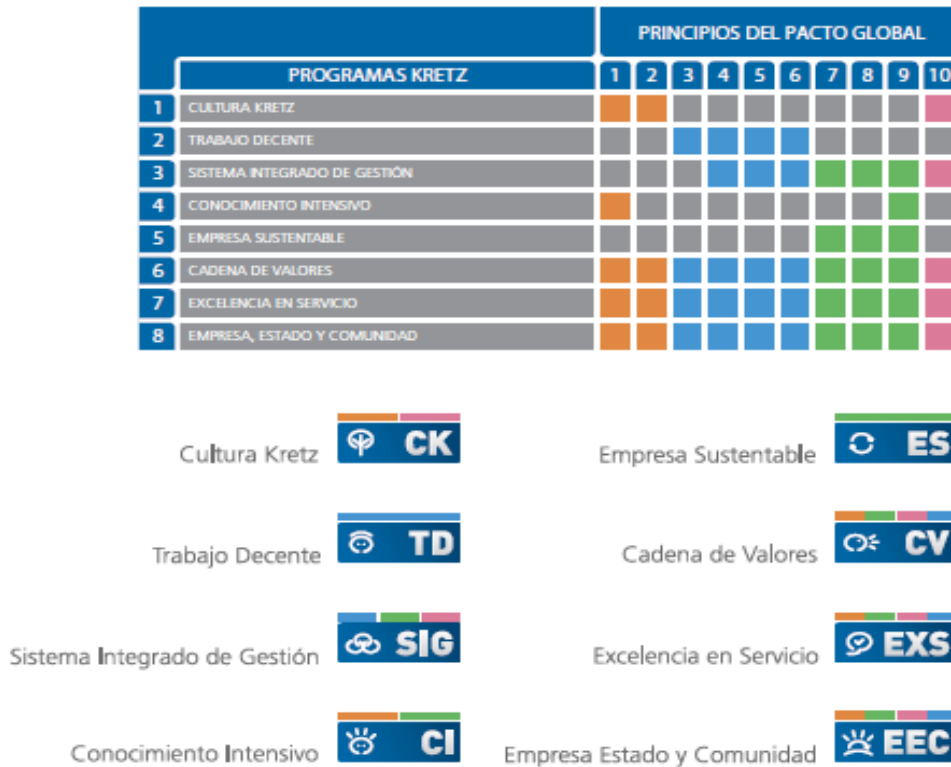 PRINCIPIOS DEL PACTO GLOBAL
PROGRAMAS KRETZ 1 2 3 4 5 6 7 8 9 10
1 CULTURA KRETZ
2 TRABAJO DECENTE
3 SISTEMA INTEGRADO DE GESTIÓN
4 CONOCIMIENTO INTENSIVO
5 EMPRESA SUSTENTABLE
6 CADENA DE VALORES
7 EXCELENCIA EN SERVICIO
8 EMPRESA, ESTADO Y COMUNIDAD
Cultura Kretz CK
Empresa Sustentable ES
Trabajo Decente TD
Cadena de Valores CV
Sistema Integrado de Gestión SIG
Excelencia en Servicio EXS
Conocimiento Intensivo CI
Empresa Estado y Comunidad EEC